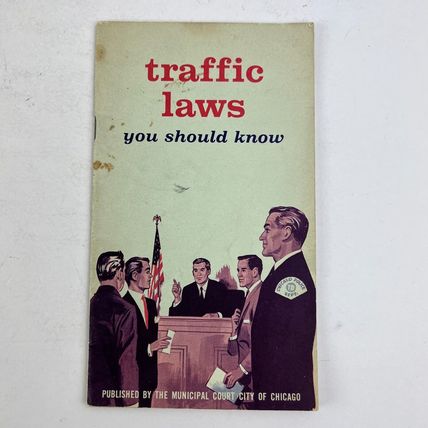 traffic
laws
you should know
PUBLISHED BY THE MUNICIPAL COURT CITY OF CHICAGO